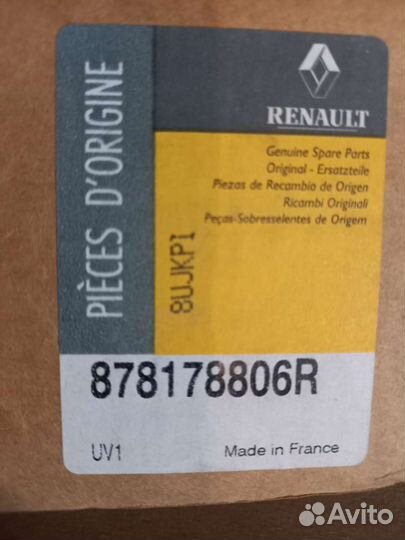 PIÈCES D'ORIGINE
RENAULT
Genuine Spare Parts
Original - Ersatzteile
Piezas de Recambio de Origen
Ricambi Originali
Peças-Sobresselentes de Origem
8UJKPI
878178806R
UV1
Made in France
Avito